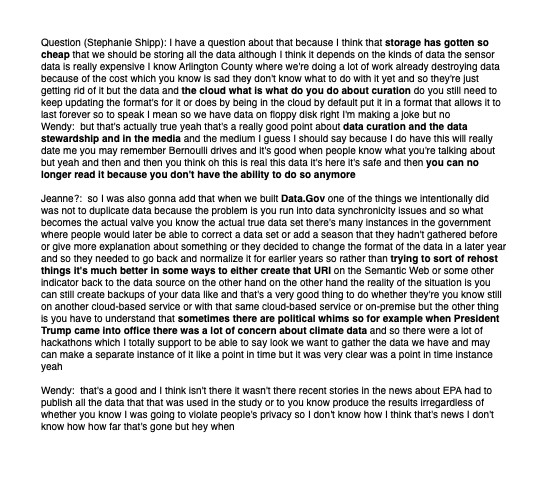 Question (Stephanie Shipp): I have a question about that because I think that storage has gotten so
cheap that we should be storing all the data although I think it depends on the kinds of data the sensor
data is really expensive I know Arlington County where we're doing a lot of work already destroying data
because of the cost which you know is sad they don't know what to do with it yet and so they're just
getting rid of it but the data and the cloud what is what do you do about curation do you still need to
keep updating the format's for it or does by being in the cloud by default put it in a format that allows it to
last forever so to speak I mean so we have data on floppy disk right I'm making a joke but no
Wendy:  but that's actually true yeah that's a really good point about data curation and the data
stewardship and in the media and the medium I guess I should say because I do have this will really
date me you may remember Bernoulli drives and it's good when people know what you're talking about
but yeah and then and then you think oh this is real this data it's here it's safe and then you can no
longer read it because you don't have the ability to do so anymore

Jeanne?:  so I was also gonna add that when we built Data.Gov one of the things we intentionally did
was not to duplicate data because the problem is you run into data synchronicity issues and so what
becomes the actual valve you know the actual true data set there's many instances in the government
where people would later be able to correct a data set or add a season that they hadn't gathered before
or give more explanation about something or they decided to change the format of the data in a later year
and so they needed to go back and normalize it for earlier years so rather than trying to sort of rehost
things it's much better in some ways to either create that URI on the Semantic Web or some other
indicator back to the data source on the other hand on the other hand the reality of the situation is you
can still create backups of your data like and that's a very good thing to do whether they're you know still
on another cloud-based service or with that same cloud-based service or on-premise but the other thing
is you have to understand that sometimes there are political whims so for example when President
Trump came into office there was a lot of concern about climate data and so there were a lot of
hackathons which I totally support to be able to say look we want to gather the data we have and may
can make a separate instance of it like a point in time but it was very clear was a point in time instance
yeah

Wendy:  that's a good and I think isn't there it wasn't there recent stories in the news about EPA had to
publish all the data that that was used in the study or to you know produce the results irregardless of
whether you know I was going to violate people's privacy so I don't know how I think that's news I don't
know how how far that's gone but hey when